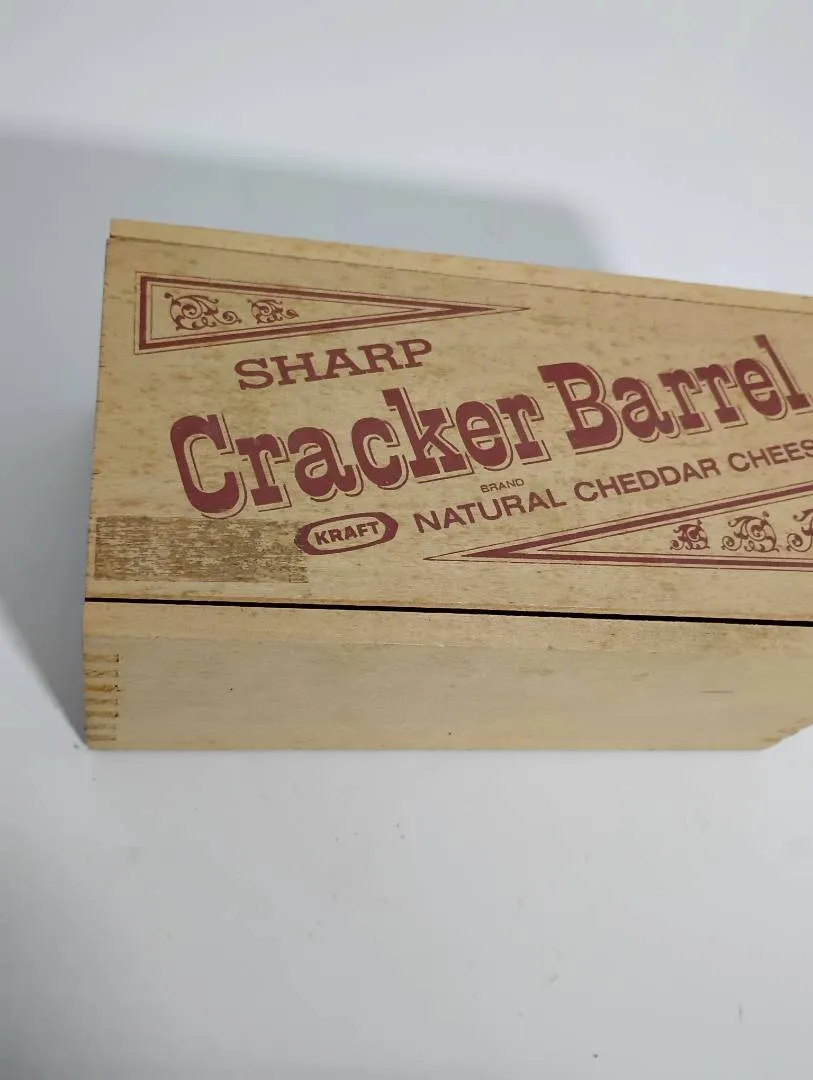 SHARP
Cracker Barrel
BRAND
NATURAL CHEDDAR CHEES
KRAFT